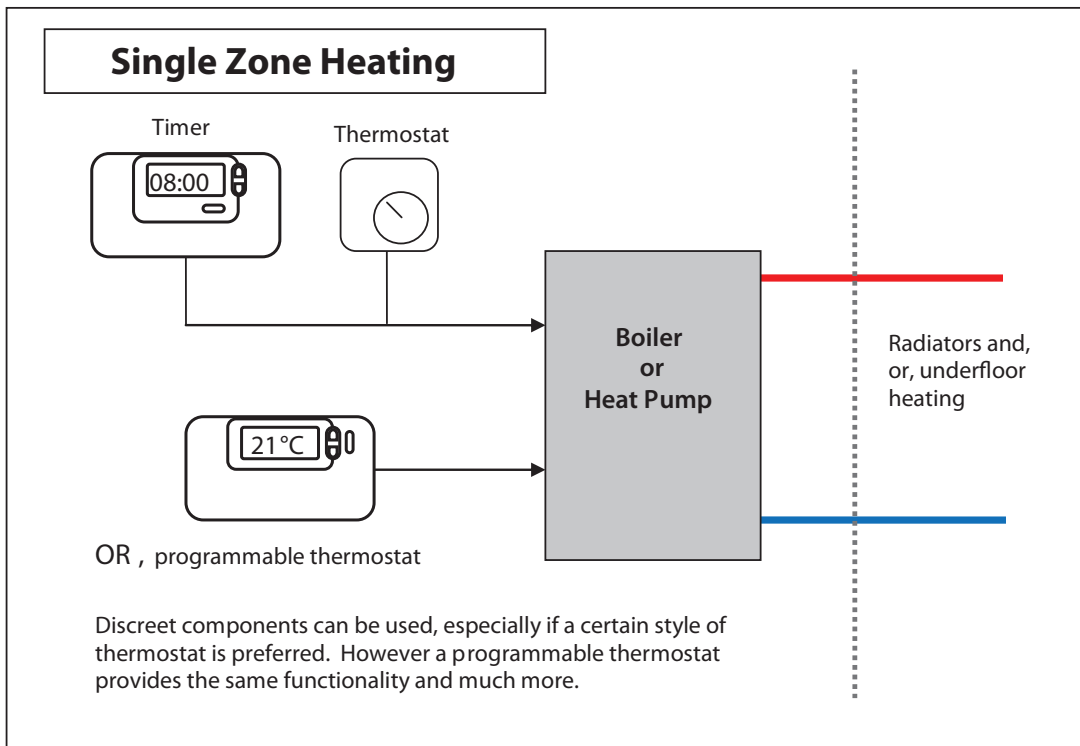 Single Zone Heating
Timer
Thermostat
08:00
Boiler
or
Heat Pump
Radiators and,
or, underfloor
heating
21°C
OR , programmable thermostat
Discreet components can be used, especially if a certain style of
thermostat is preferred. However a programmable thermostat
provides the same functionality and much more.